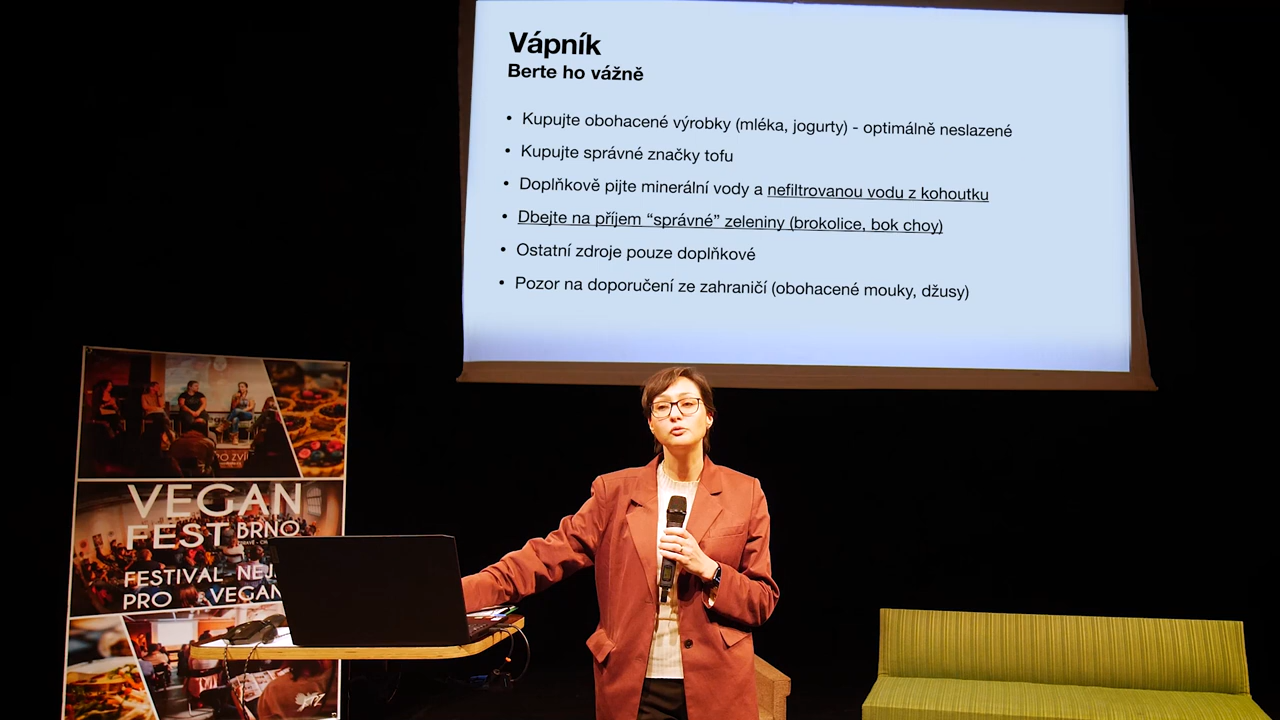 Vápník
Berte ho vážně
• Kupujte obohacené výrobky (mléka, jogurty) - optimálně neslazené
• Kupujte správné značky tofu
• Doplňkově pijte minerální vody a nefiltrovanou vodu z kohoutku
• Dbejte na příjem “správné” zeleniny (brokolice, bok choy)
• Ostatní zdroje pouze doplňkové
• Pozor na doporučení ze zahraničí (obohacené mouky, džusy)
VEGAN
FEST BRNO
FESTIVAL NEJ
PRO VEGAN